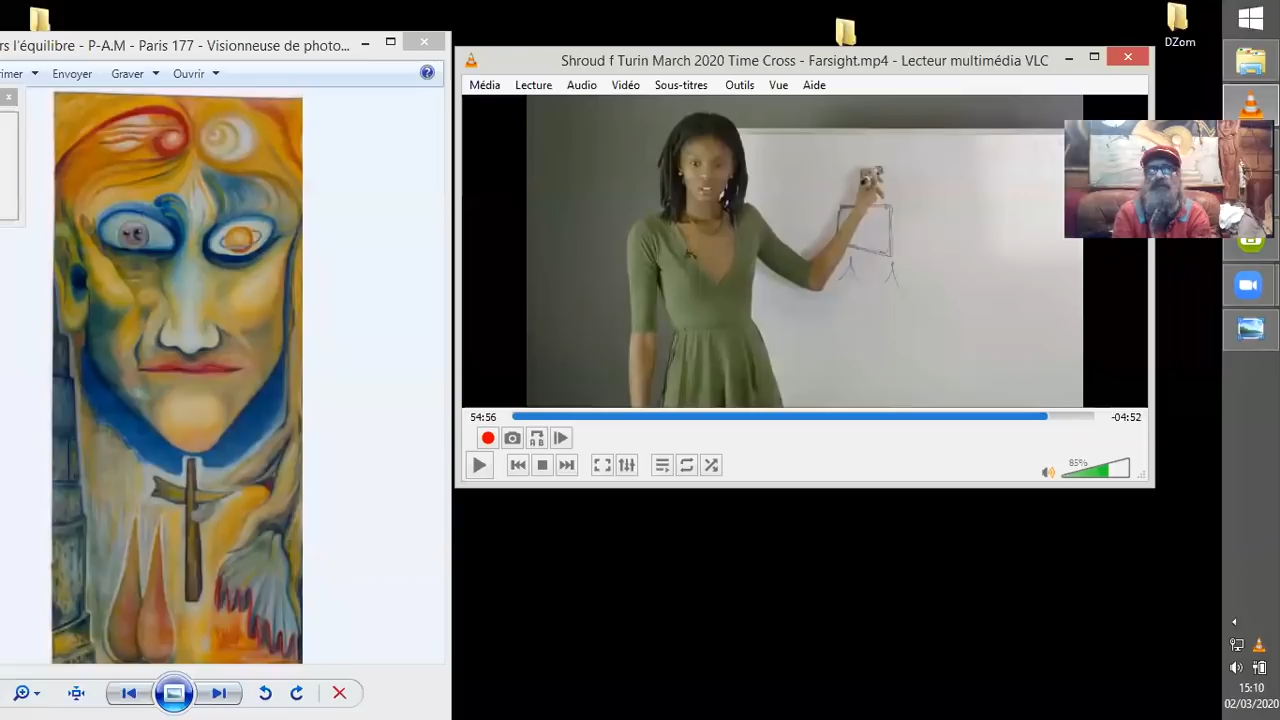 DZom
rs l'équilibre - P-A.M - Paris 177 - Visionneuse de photo...
rimer Envoyer Graver Ouvrir
Shroud f Turin March 2020 Time Cross - Farsight.mp4 - Lecteur multimédia VLC
Média Lecture Audio Vidéo Sous-titres Outils Vue Aide
54:56
-04:52
85%
15:10
02/03/2020